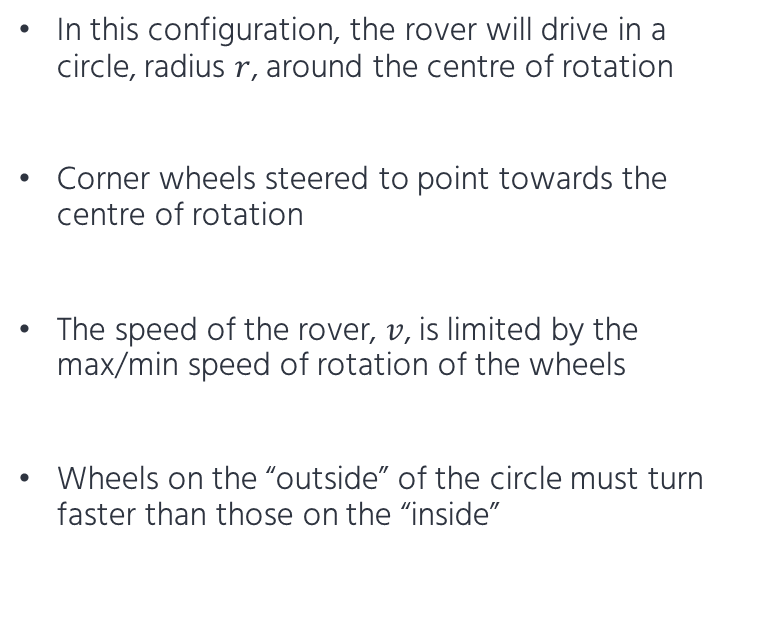 • In this configuration, the rover will drive in a
circle, radius r, around the centre of rotation
• Corner wheels steered to point towards the
centre of rotation
• The speed of the rover, v, is limited by the
max/min speed of rotation of the wheels
• Wheels on the “outside” of the circle must turn
faster than those on the “inside”